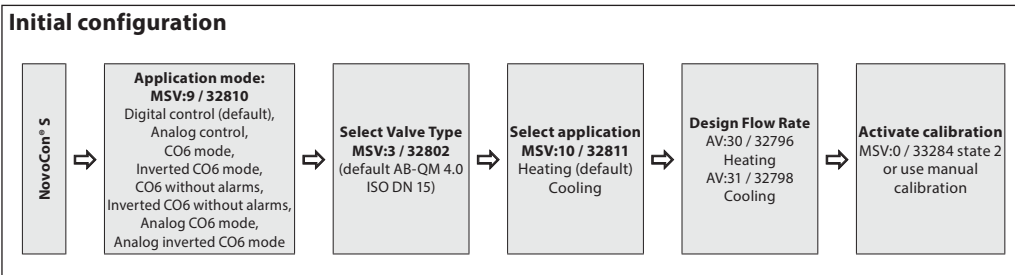 Initial configuration
NovoCon® S
Application mode:
MSV:9 / 32810
Digital control (default),
Analog control,
CO6 mode,
Inverted CO6 mode,
CO6 without alarms,
Inverted CO6 without alarms,
Analog CO6 mode,
Analog inverted CO6 mode
Select Valve Type
MSV:3 / 32802
(default AB-QM 4.0
ISO DN 15)
Select application
MSV:10 / 32811
Heating (default)
Cooling
Design Flow Rate
AV:30 / 32796
Heating
AV:31 / 32798
Cooling
Activate calibration
MSV:0 / 33284 state 2
or use manual
calibration